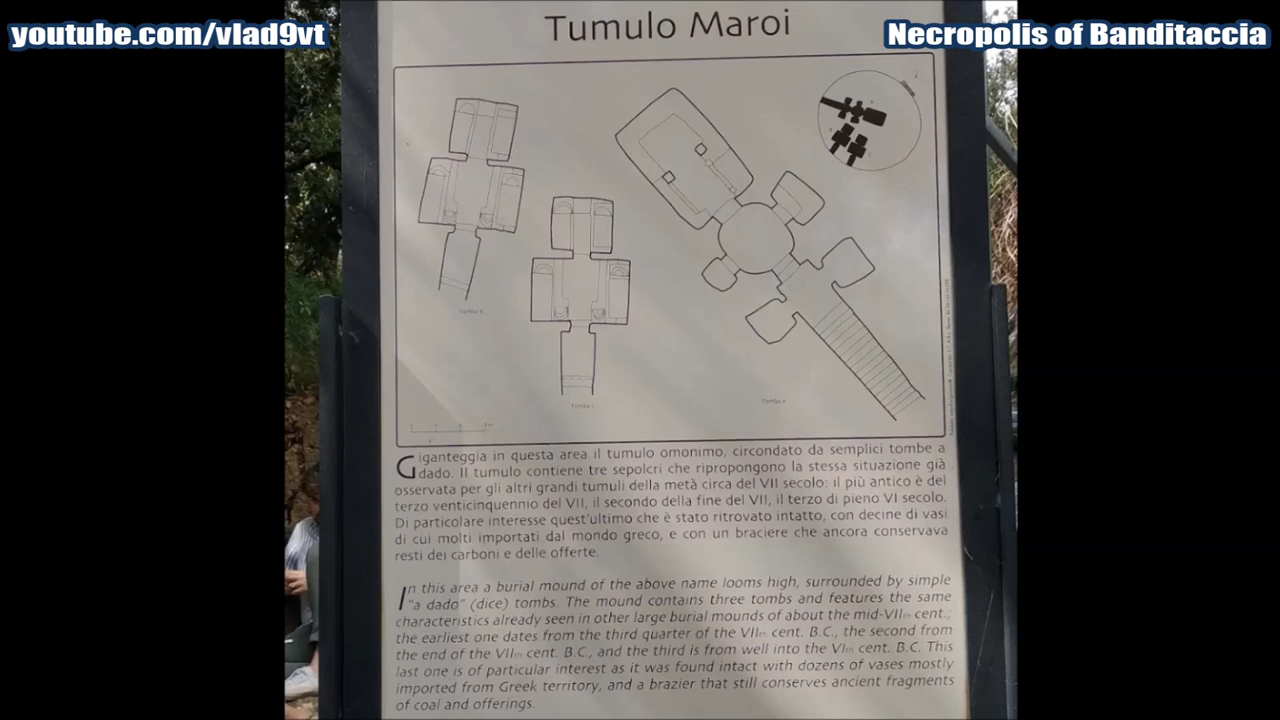 youtube.com/vlad9vt
Necropolis of Banditaccia
Tumulo Maroi
Tomba B
Tomba C
Tomba A
Giganteggia in questa area il tumulo omonimo, circondato da semplici tombe a
dado. Il tumulo contiene tre sepolcri che ripropongono la stessa situazione già
osservata per gli altri grandi tumuli della metà circa del VII secolo: il più antico è del
terzo venticinquennio del VII, il secondo della fine del VII, il terzo di pieno VI secolo.
Di particolare interesse quest'ultimo che è stato ritrovato intatto, con decine di vasi
di cui molti importati dal mondo greco, e con un braciere che ancora conservava
resti dei carboni e delle offerte.
In this area a burial mound of the above name looms high, surrounded by simple
"a dado" (dice) tombs. The mound contains three tombs and features the same
characteristics already seen in other large burial mounds of about the mid-VIIth cent.;
the earliest one dates from the third quarter of the VIIth cent. B.C., the second from
the end of the VIIth cent. B.C., and the third is from well into the VIth cent. B.C. This
last one is of particular interest as it was found intact with dozens of vases mostly
imported from Greek territory, and a brazier that still conserves ancient fragments
of coal and offerings.